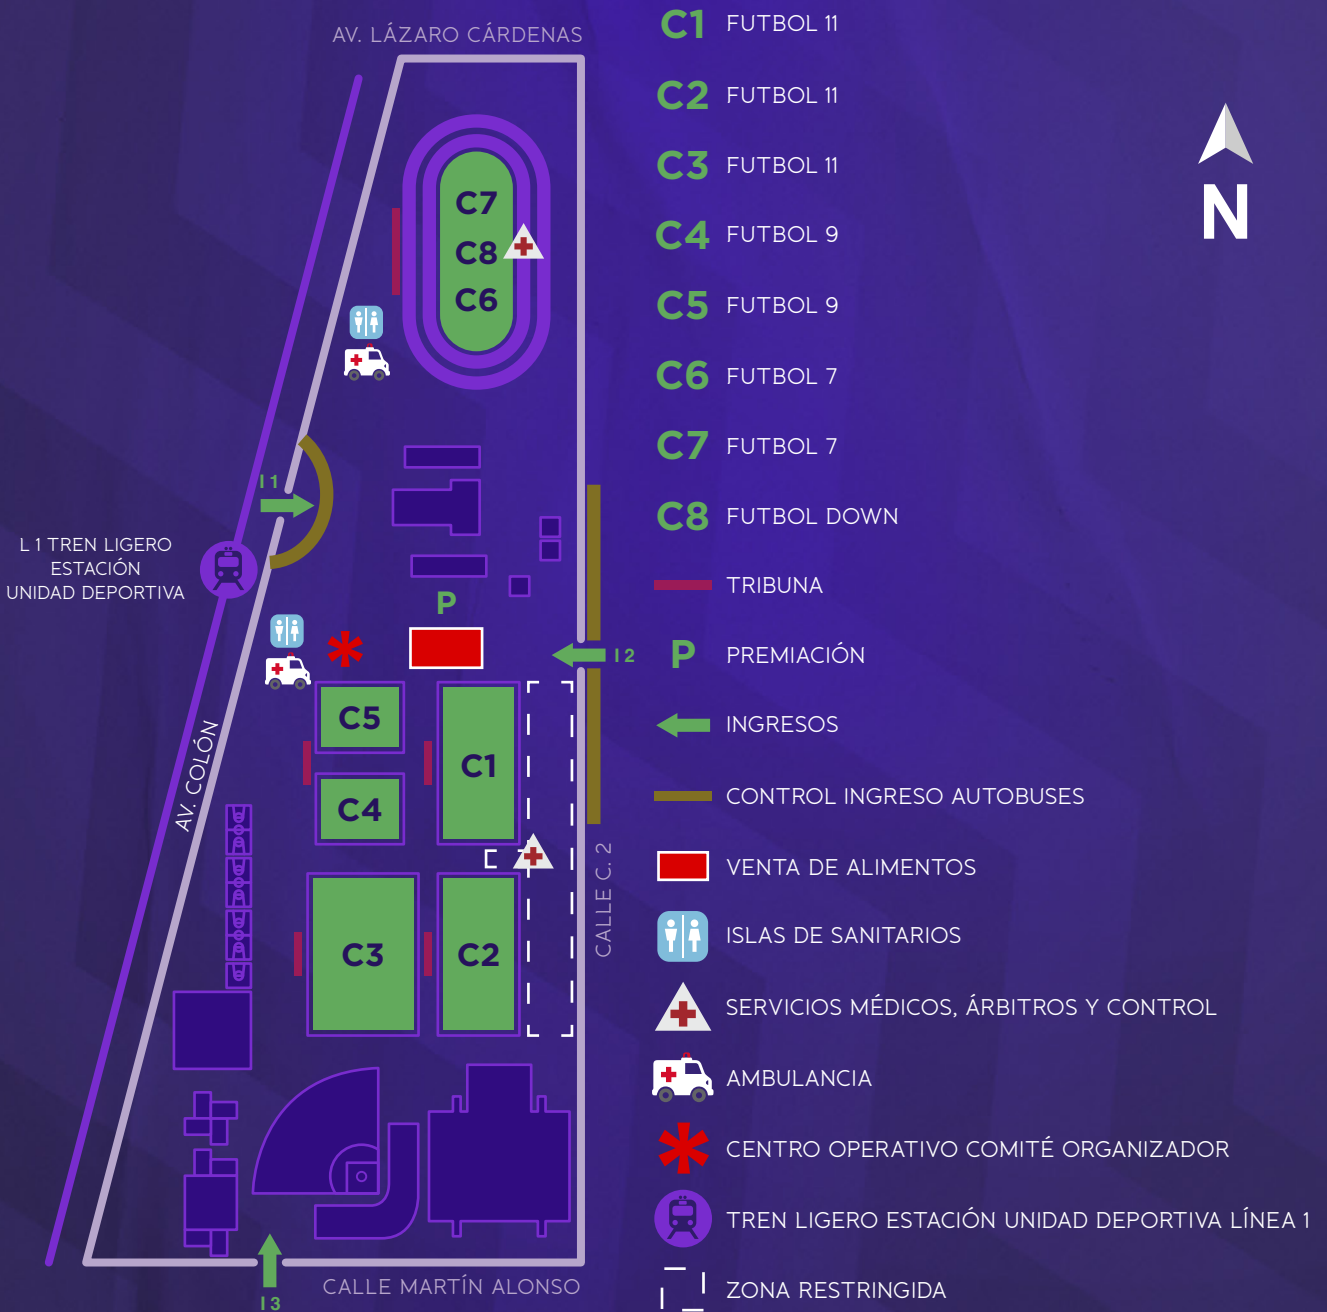 AV. LÁZARO CÁRDENAS
C7
C8
C6
I 1
L 1 TREN LIGERO
ESTACIÓN
UNIDAD DEPORTIVA
P
I 2
AV. COLÓN
C5
C1
C4
CALLE C. 2
C3
C2
CALLE MARTÍN ALONSO
I 3
C1 FUTBOL 11
C2 FUTBOL 11
C3 FUTBOL 11
C4 FUTBOL 9
C5 FUTBOL 9
C6 FUTBOL 7
C7 FUTBOL 7
C8 FUTBOL DOWN
TRIBUNA
P PREMIACIÓN
INGRESOS
CONTROL INGRESO AUTOBUSES
VENTA DE ALIMENTOS
ISLAS DE SANITARIOS
SERVICIOS MÉDICOS, ÁRBITROS Y CONTROL
AMBULANCIA
CENTRO OPERATIVO COMITÉ ORGANIZADOR
TREN LIGERO ESTACIÓN UNIDAD DEPORTIVA LÍNEA 1
ZONA RESTRINGIDA
N